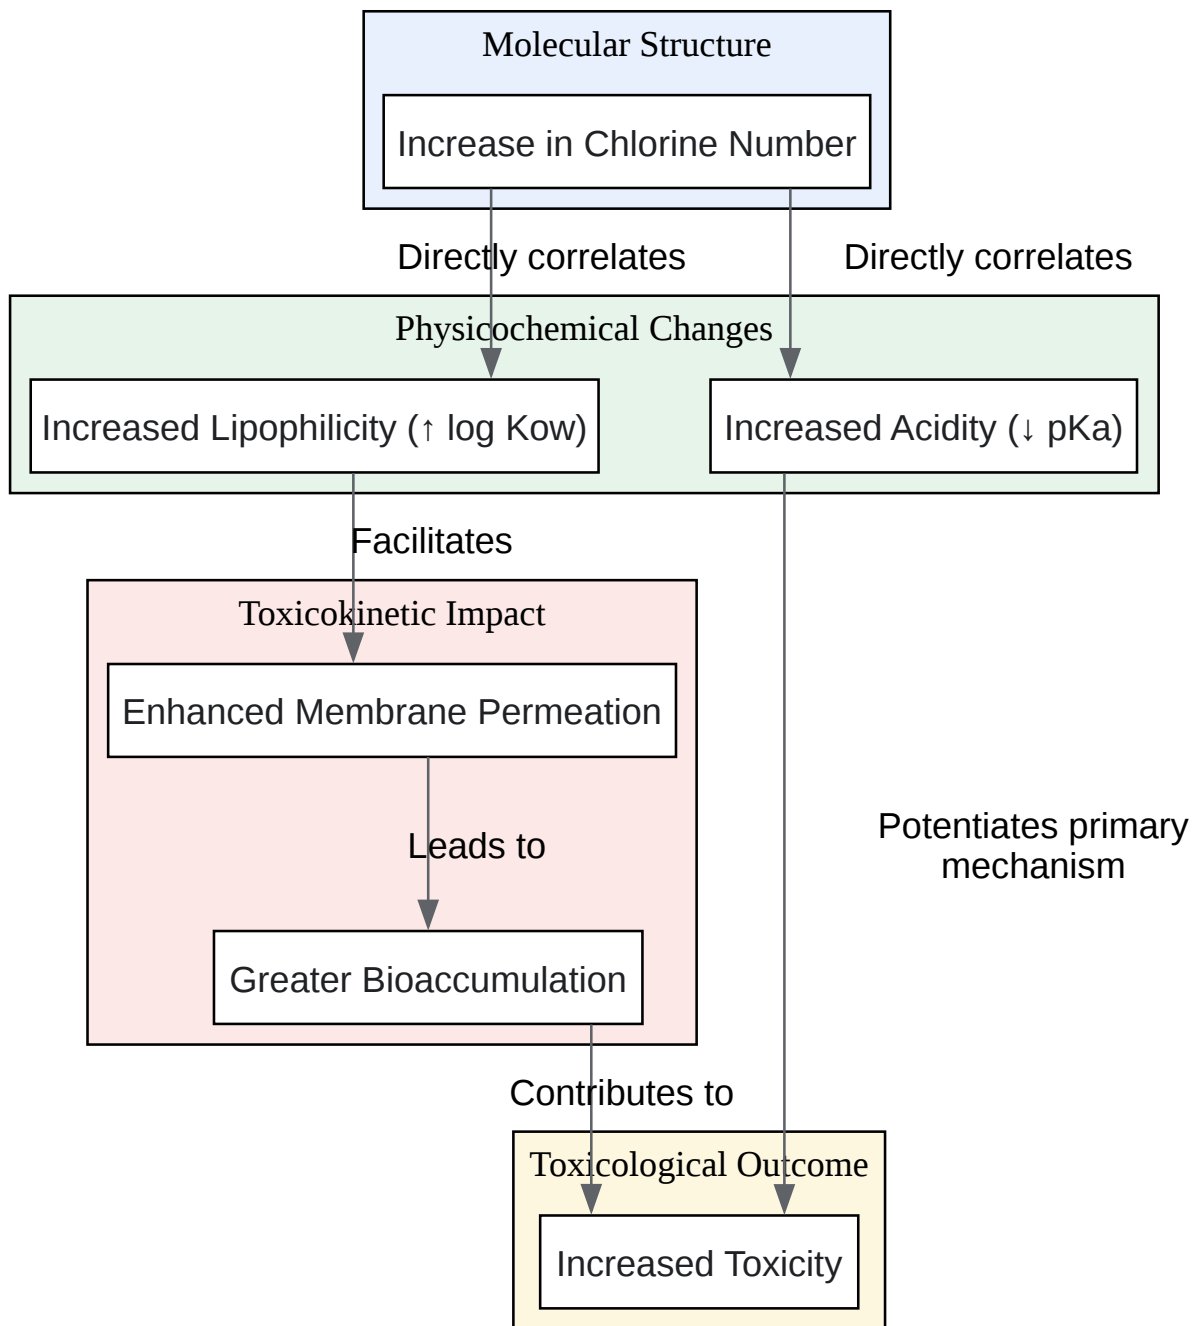 Molecular Structure
Increase in Chlorine Number
Directly correlates
Directly correlates
Physicochemical Changes
Increased Lipophilicity (↑ log Kow)
Increased Acidity (↓ pKa)
Facilitates
Toxicokinetic Impact
Enhanced Membrane Permeation
Leads to
Potentiates primary
mechanism
Greater Bioaccumulation
Contributes to
Toxicological Outcome
Increased Toxicity